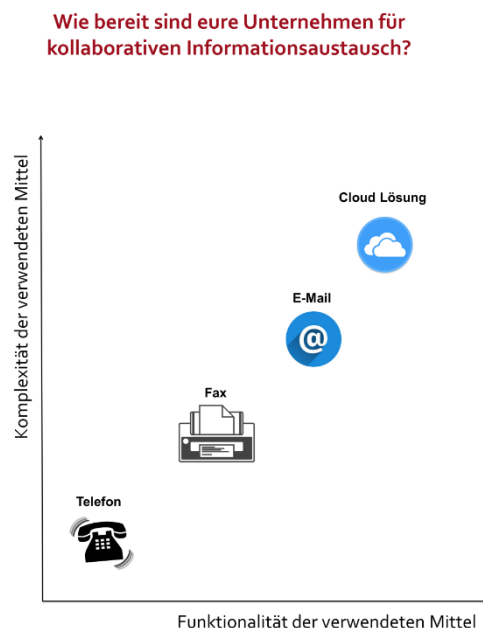 Wie bereit sind eure Unternehmen für
kollaborativen Informationsaustausch?
Komplexität der verwendeten Mittel
Cloud Lösung
E-Mail
@
Fax
Telefon
Funktionalität der verwendeten Mittel